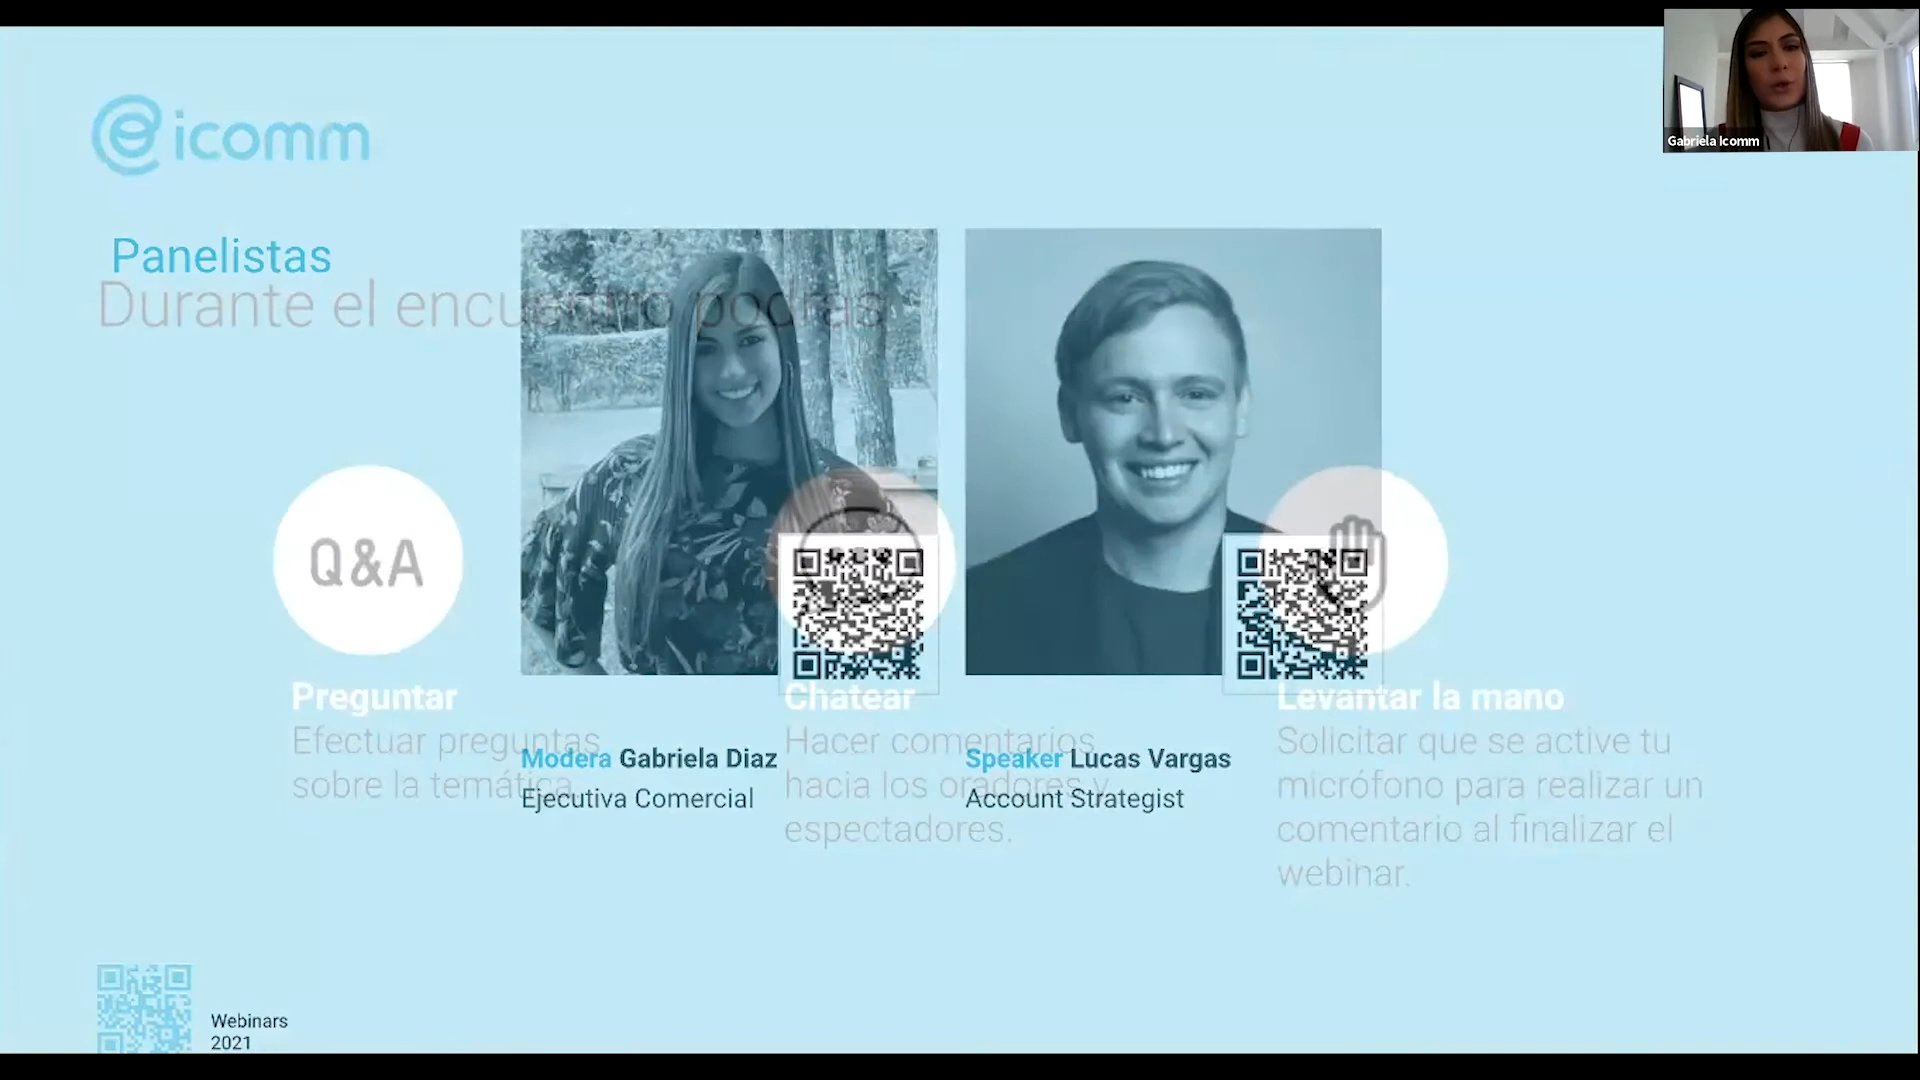 icomm
Gabriela Icomm
Panelistas
Durante el encuentro podrás
Q&A
Preguntar
Efectuar preguntas
sobre la temática.
Chatear
Hacer comentarios
hacia los oradores y
espectadores.
Levantar la mano
Solicitar que se active tu
micrófono para realizar un
comentario al finalizar el
webinar.
Modera Gabriela Diaz
Ejecutiva Comercial
Speaker Lucas Vargas
Account Strategist
Webinars
2021